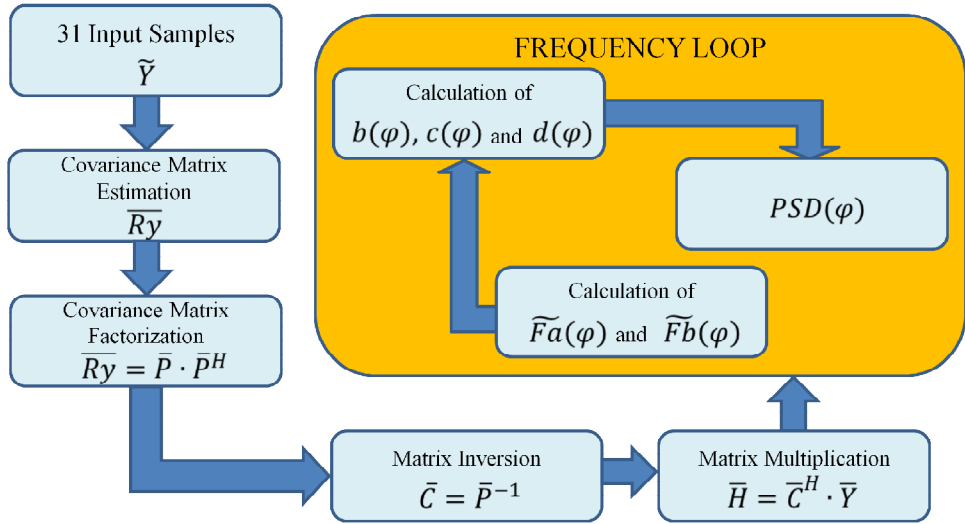 31 Input Samples
Ỹ
Covariance Matrix
Estimation
R̅y̅
Covariance Matrix
Factorization
R̅y̅ = P̅ · P̅ᴴ
Matrix Inversion
C̅ = P̅⁻¹
Matrix Multiplication
H̅ = C̅ᴴ · Y̅
FREQUENCY LOOP
Calculation of
F͠a(φ) and F͠b(φ)
Calculation of
b(φ), c(φ) and d(φ)
PSD(φ)